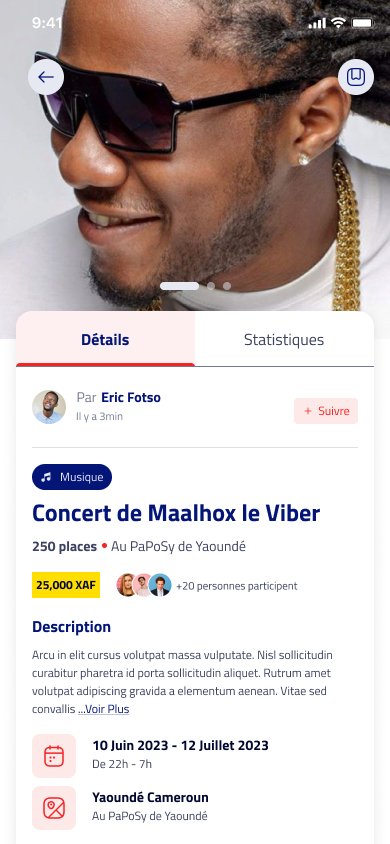 9:41
Détails
Statistiques
Par Eric Fotso
Il y a 3min
+ Suivre
Musique
Concert de Maalhox le Viber
250 places • Au PaPoSy de Yaoundé
25,000 XAF
+20 personnes participent
Description
Arcu in elit cursus volutpat massa vulputate. Nisl sollicitudin
curabitur pharetra id porta sollicitudin aliquet. Rutrum amet
volutpat adipiscing gravida a elementum aenean. Vitae sed
convallis ...Voir Plus
10 Juin 2023 - 12 Juillet 2023
De 22h - 7h
Yaoundé Cameroun
Au PaPoSy de Yaoundé